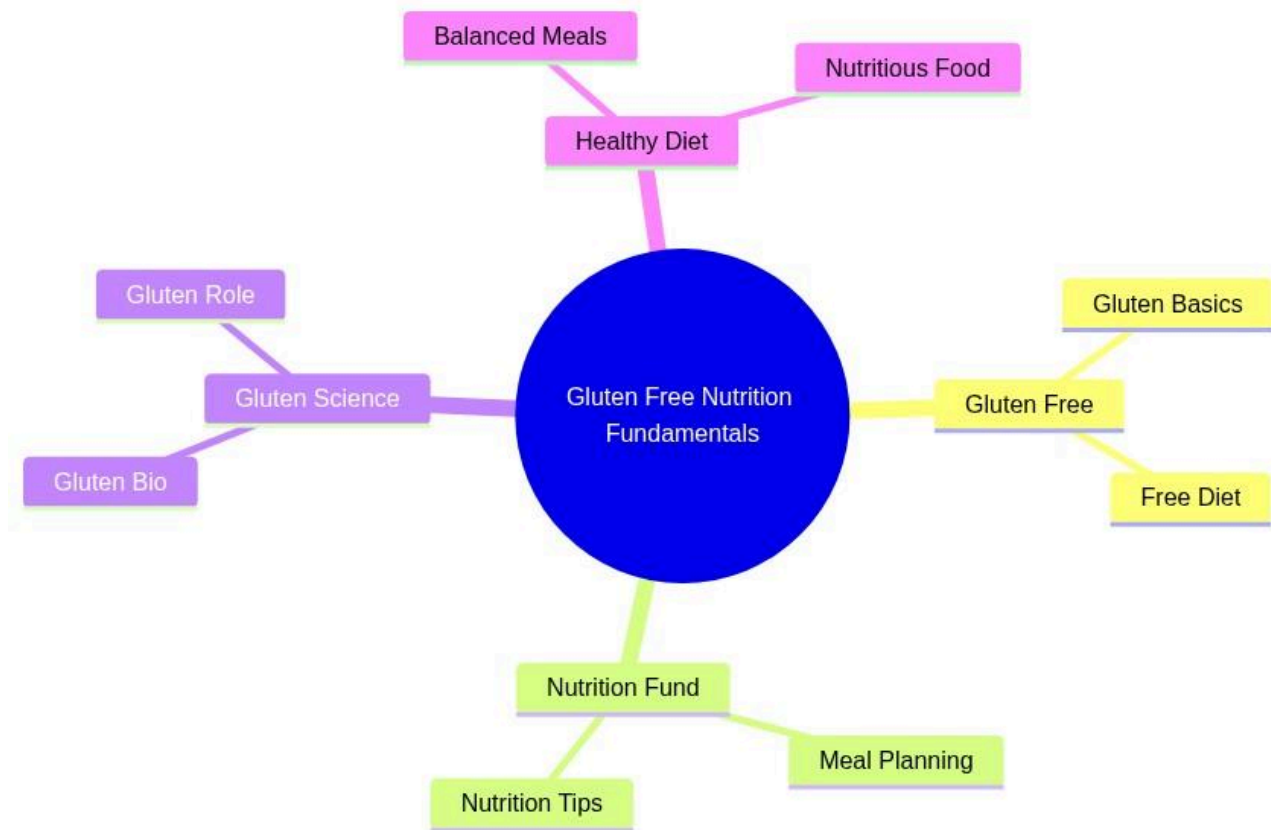 Balanced Meals
Nutritious Food
Healthy Diet
Gluten Role
Gluten Basics
Gluten Science
Gluten Free Nutrition
Fundamentals
Gluten Free
Gluten Bio
Free Diet
Nutrition Fund
Meal Planning
Nutrition Tips